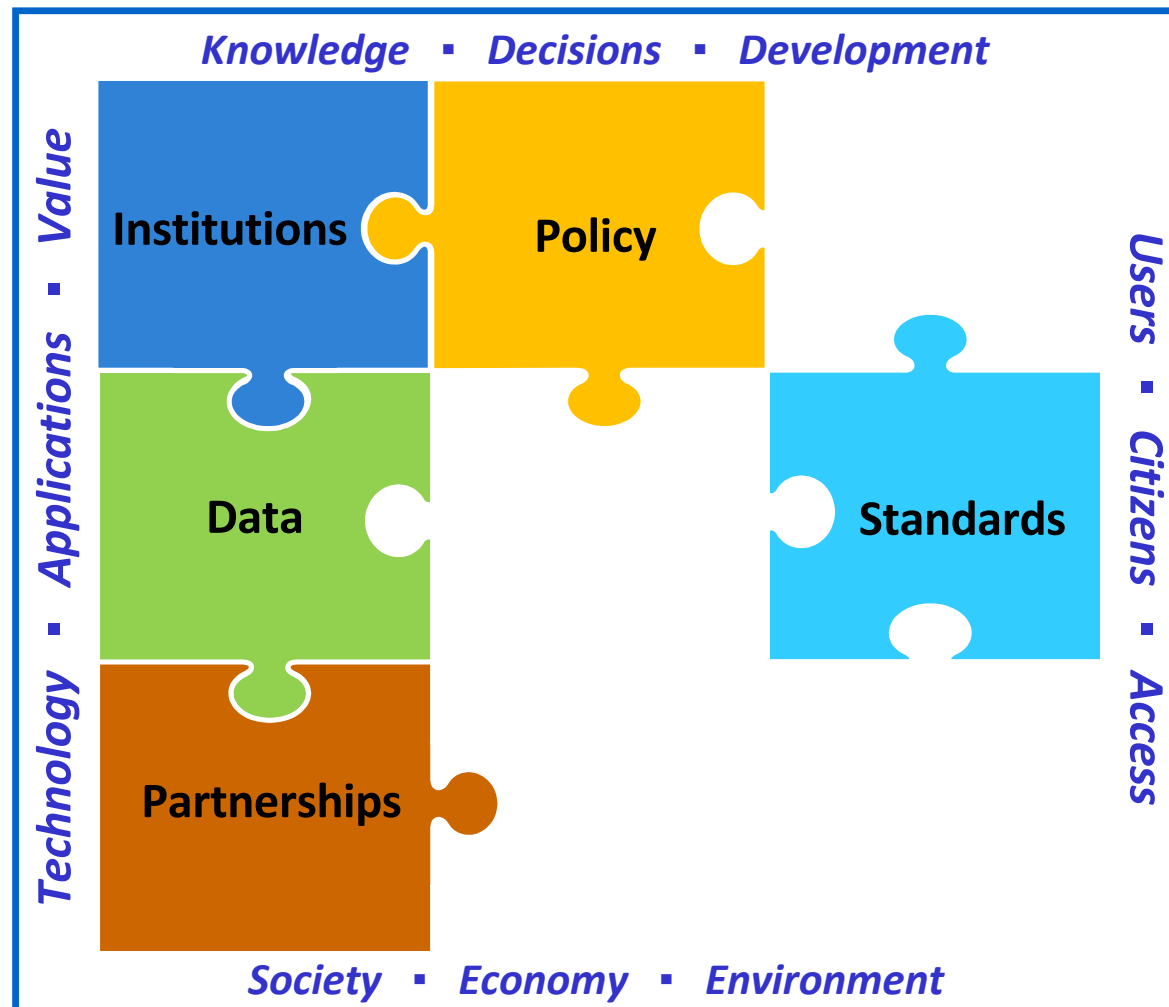 Knowledge ▪ Decisions ▪ Development
Technology ▪ Applications ▪ Value
Institutions
Policy
Data
Standards
Partnerships
Users ▪ Citizens ▪ Access
Society ▪ Economy ▪ Environment